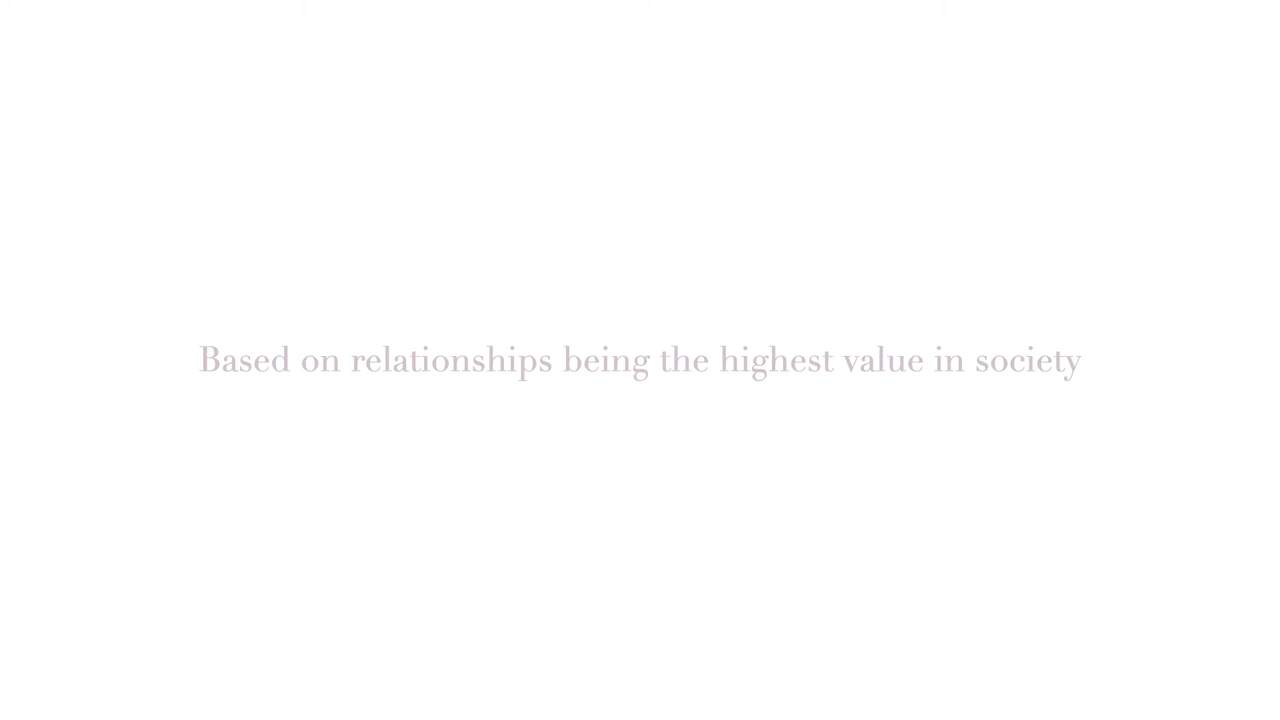 Based on relationships being the highest value in society